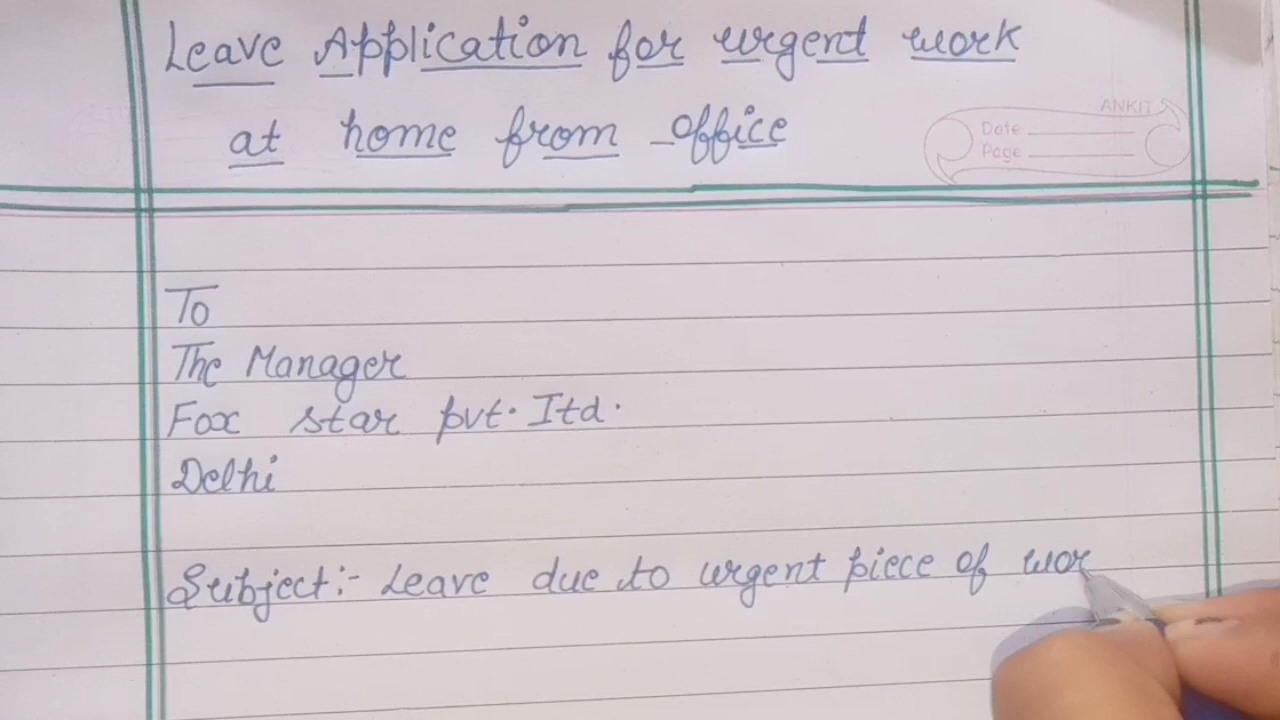 Leave Application for urgent work
at home from office
ANKIT
Date
Page
To
The Manager
Fox star pvt. Itd.
Delhi
Subject:- Leave due to urgent piece of wor